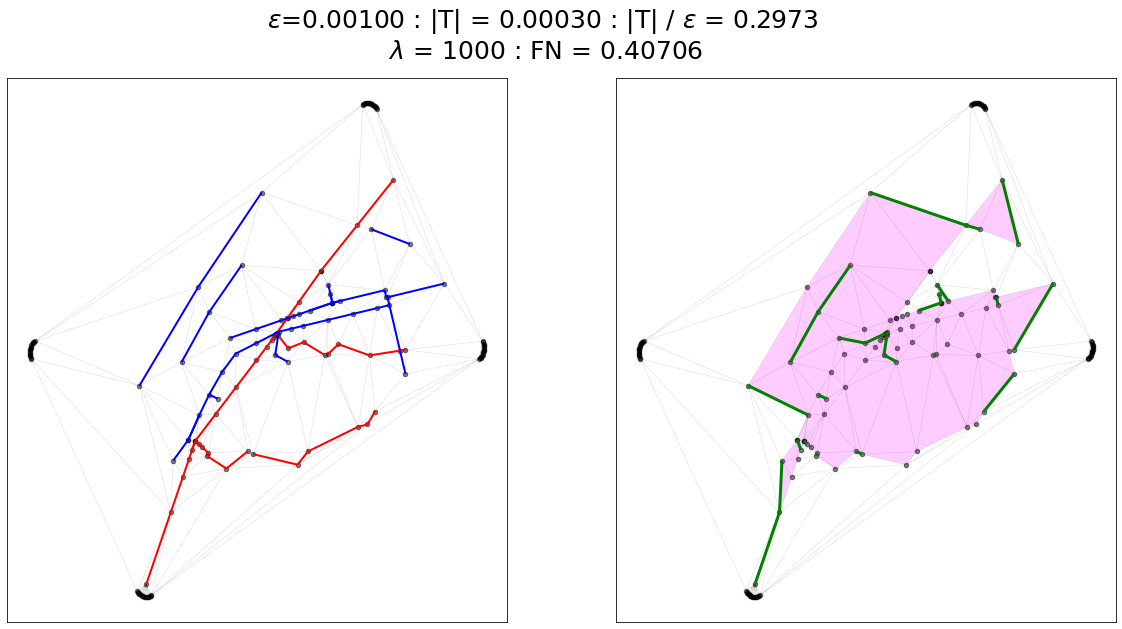 ε=0.00100 : |T| = 0.00030 : |T| / ε = 0.2973
λ = 1000 : FN = 0.40706